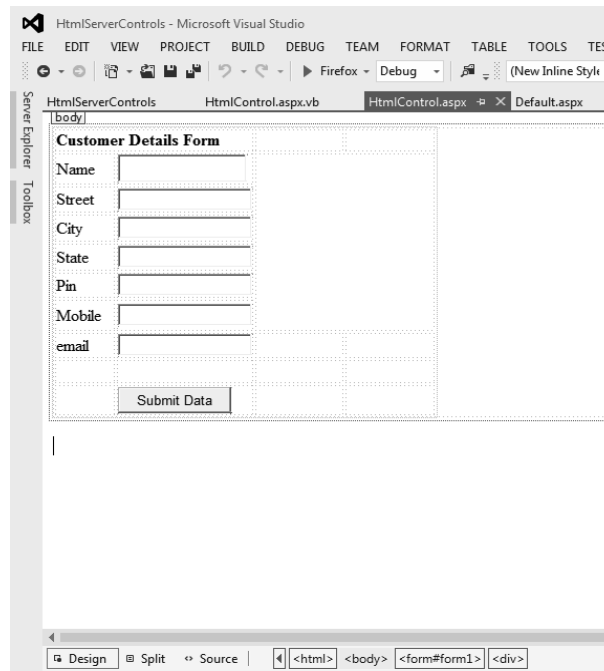 HtmlServerControls - Microsoft Visual Studio
FILE EDIT VIEW PROJECT BUILD DEBUG TEAM FORMAT TABLE TOOLS TES
Firefox Debug (New Inline Style
Server Explorer
Toolbox
HtmlServerControls HtmlControl.aspx.vb HtmlControl.aspx Default.aspx
body
Customer Details Form
Name
Street
City
State
Pin
Mobile
email
Submit Data
Design Split Source <html> <body> <form#form1> <div>